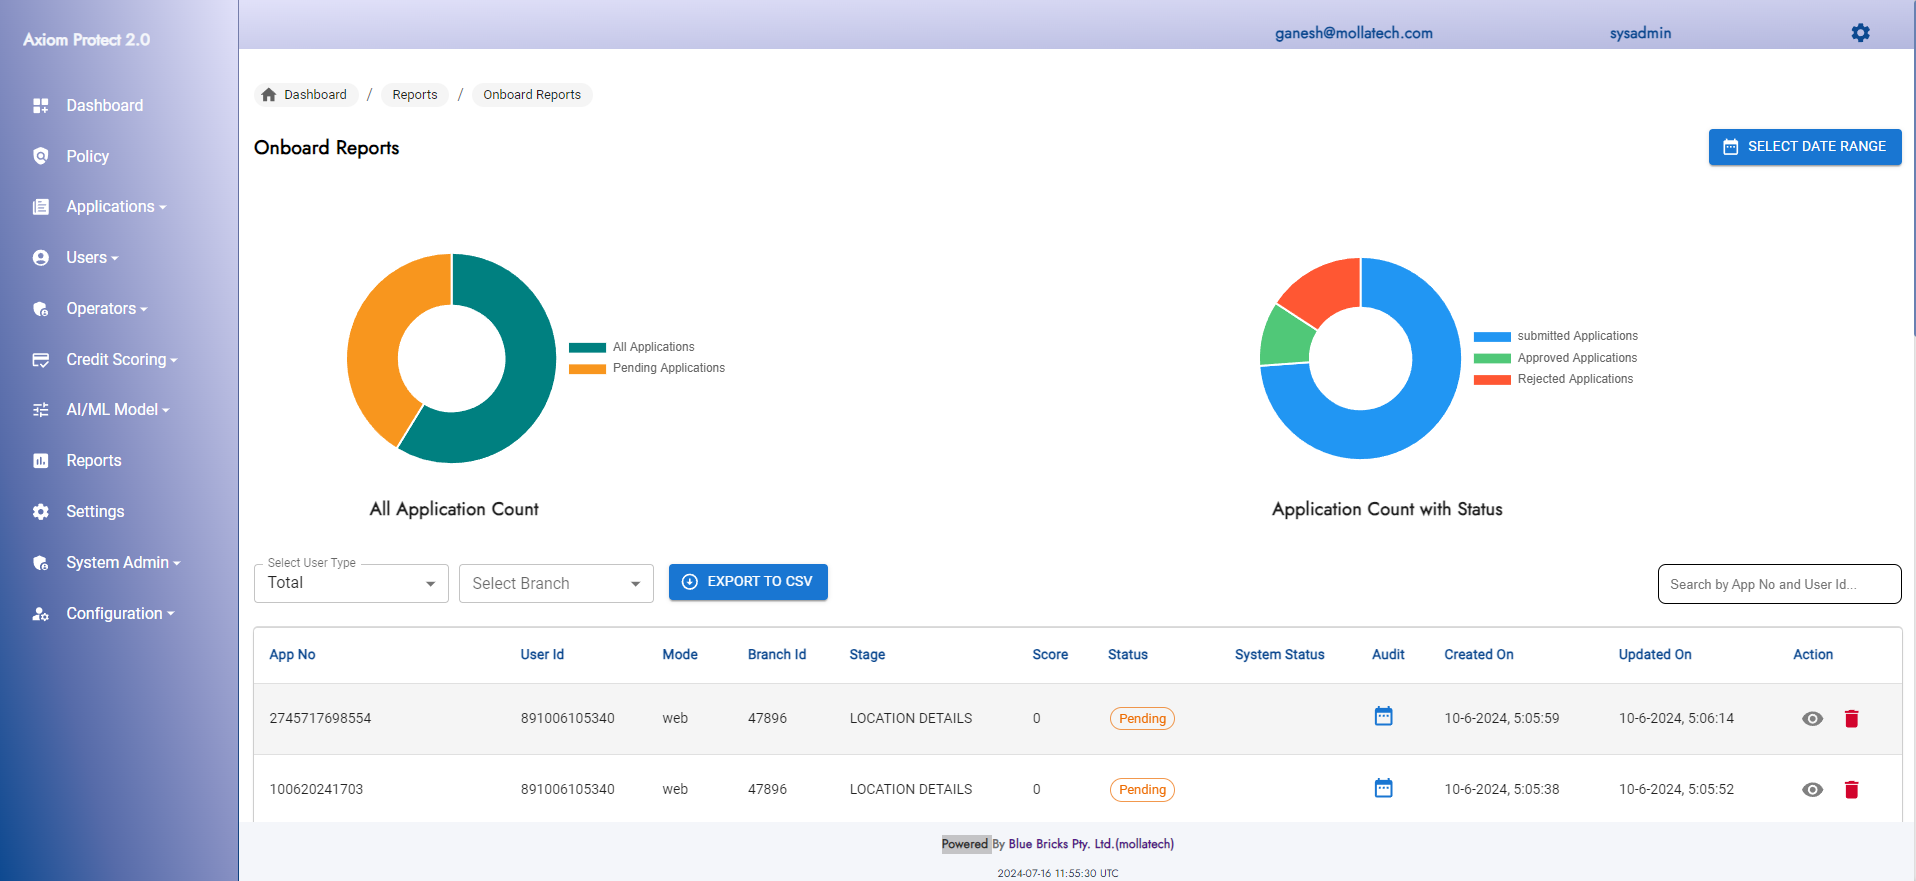 Axiom Protect 2.0
ganesh@mollatech.com
sysadmin
Dashboard
Policy
Applications
Users
Operators
Credit Scoring
AI/ML Model
Reports
Settings
System Admin
Configuration
Dashboard / Reports / Onboard Reports
Onboard Reports
SELECT DATE RANGE
All Applications
Pending Applications
All Application Count
submitted Applications
Approved Applications
Rejected Applications
Application Count with Status
Select User Type
Total
Select Branch
EXPORT TO CSV
Search by App No and User Id...
App No User Id Mode Branch Id Stage Score Status System Status Audit Created On Updated On Action
2745717698554 891006105340 web 47896 LOCATION DETAILS 0 Pending 10-6-2024, 5:05:59 10-6-2024, 5:06:14
100620241703 891006105340 web 47896 LOCATION DETAILS 0 Pending 10-6-2024, 5:05:38 10-6-2024, 5:05:52
Powered By Blue Bricks Pty. Ltd.(mollatech)
2024-07-16 11:55:30 UTC